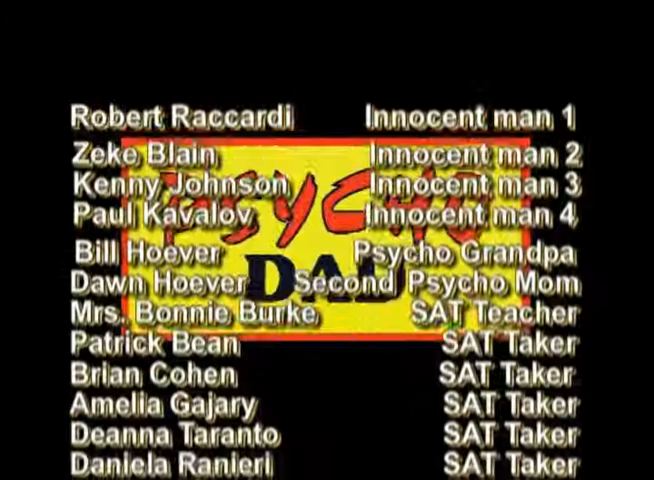 Robert Raccardi Innocent man 1
Zeke Blain Innocent man 2
Kenny Johnson Innocent man 3
Paul Kavalov Innocent man 4
Bill Hoever Psycho Grandpa
Dawn Hoever Second Psycho Mom
Mrs. Bonnie Burke SAT Teacher
Patrick Bean SAT Taker
Brian Cohen SAT Taker
Amelia Gajary SAT Taker
Deanna Taranto SAT Taker
Daniela Ranieri SAT Taker
PSYCHO
DAD